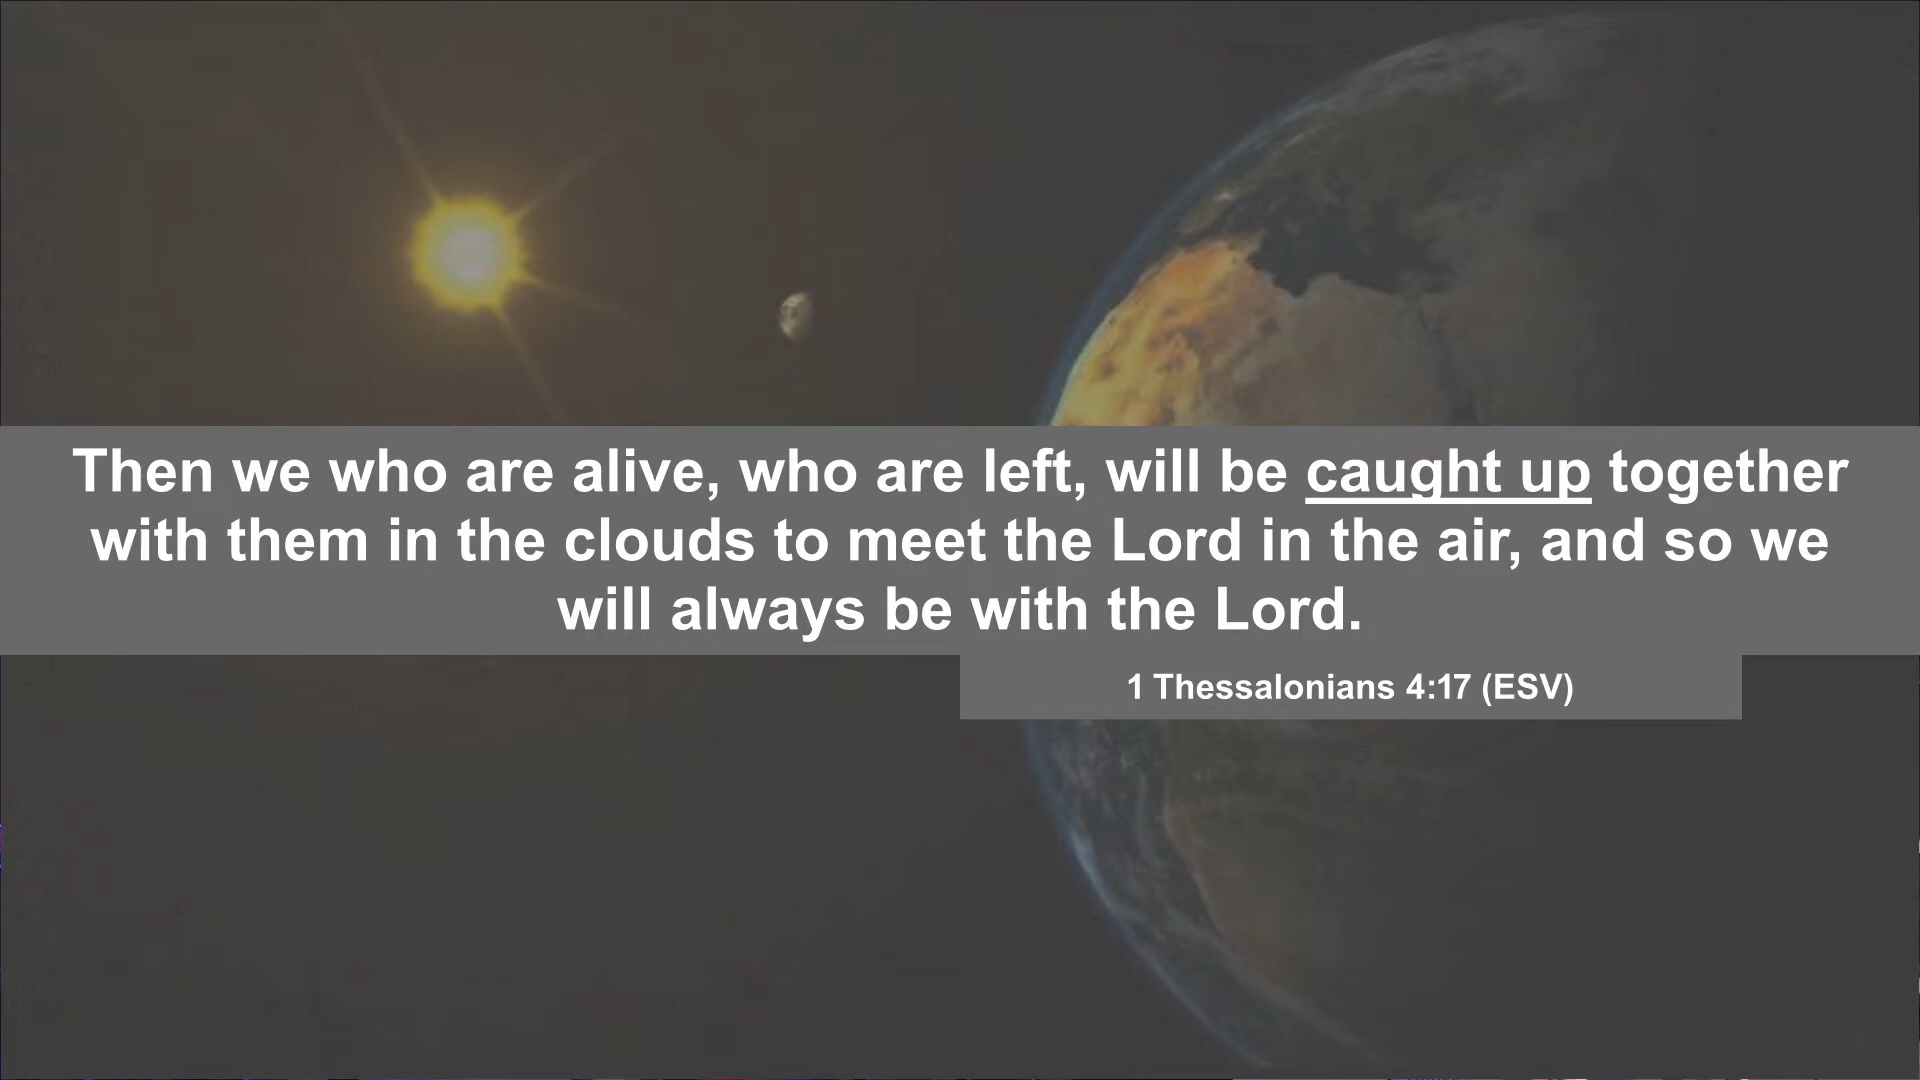 Then we who are alive, who are left, will be caught up together
with them in the clouds to meet the Lord in the air, and so we
will always be with the Lord.
1 Thessalonians 4:17 (ESV)